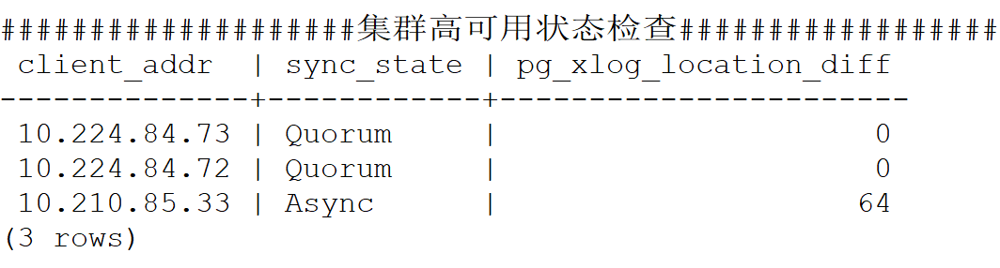 ####################集群高可用状态检查##################
 client_addr  | sync_state | pg_xlog_location_diff
--------------+------------+-----------------------
 10.224.84.73 | Quorum     |                     0
 10.224.84.72 | Quorum     |                     0
 10.210.85.33 | Async      |                    64
(3 rows)